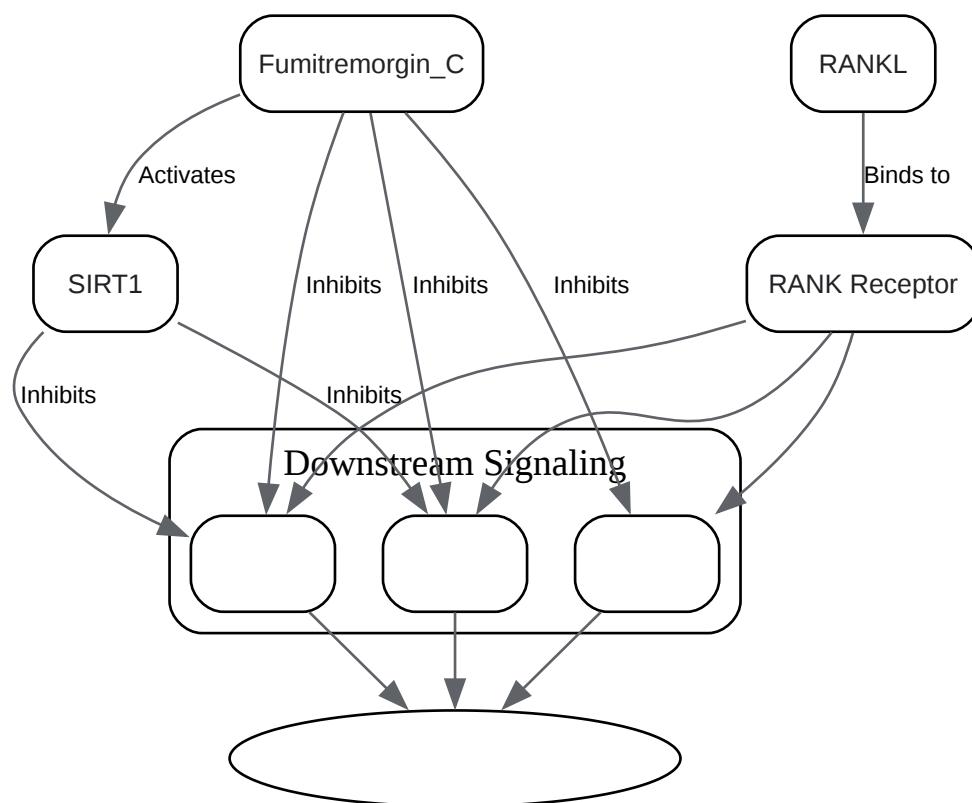 Fumitremorgin_C
RANKL
Activates
Binds to
SIRT1
Inhibits
Inhibits
Inhibits
RANK Receptor
Inhibits
Inhibits
Downstream Signaling